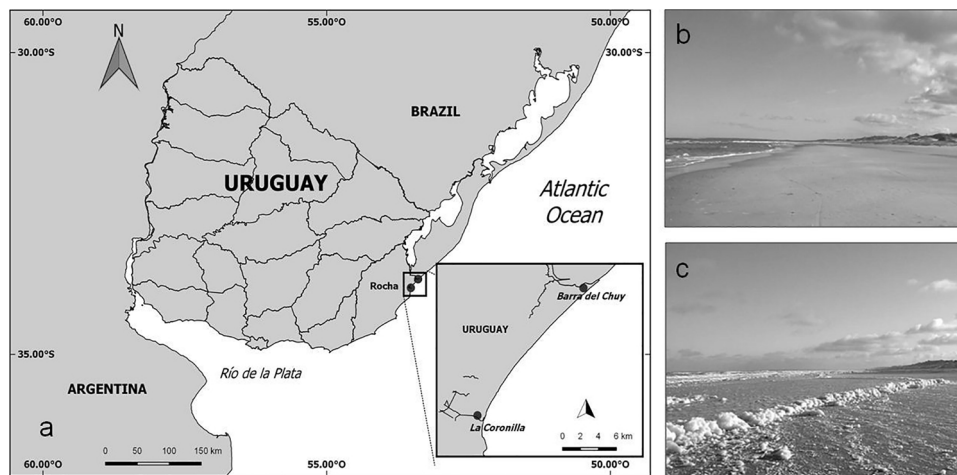 60.00°O
55.00°O
50.00°O
30.00°S
30.00°S
N
BRAZIL
URUGUAY
Atlantic
Ocean
Rocha
Barra del Chuy
URUGUAY
35.00°S
Río de la Plata
ARGENTINA
La Coronilla
a
0 50 100 150 km
0 2 4 6 km
60.00°O
55.00°O
50.00°O
b
c